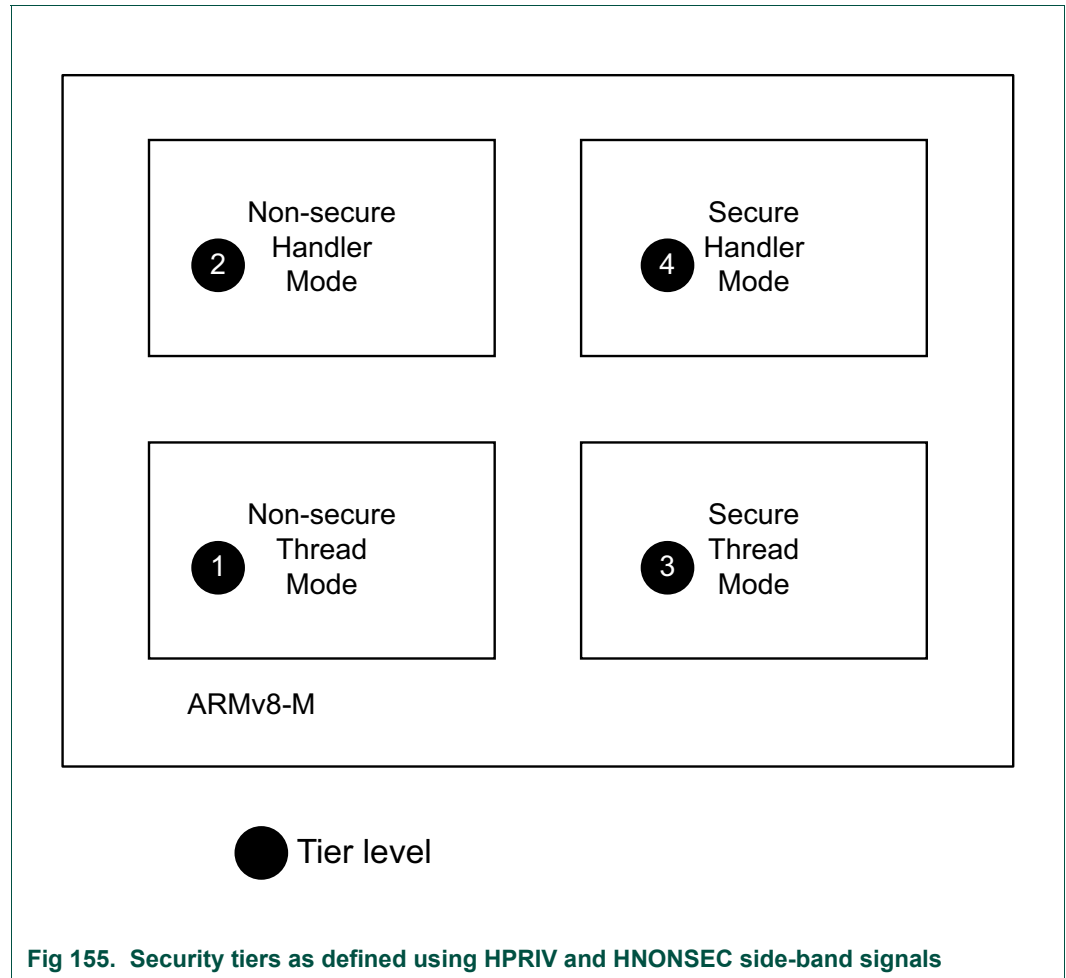 Non-secure
Handler
Mode
2
Secure
Handler
Mode
4
Non-secure
Thread
Mode
1
Secure
Thread
Mode
3
ARMv8-M
Tier level
Fig 155. Security tiers as defined using HPRIV and HNONSEC side-band signals